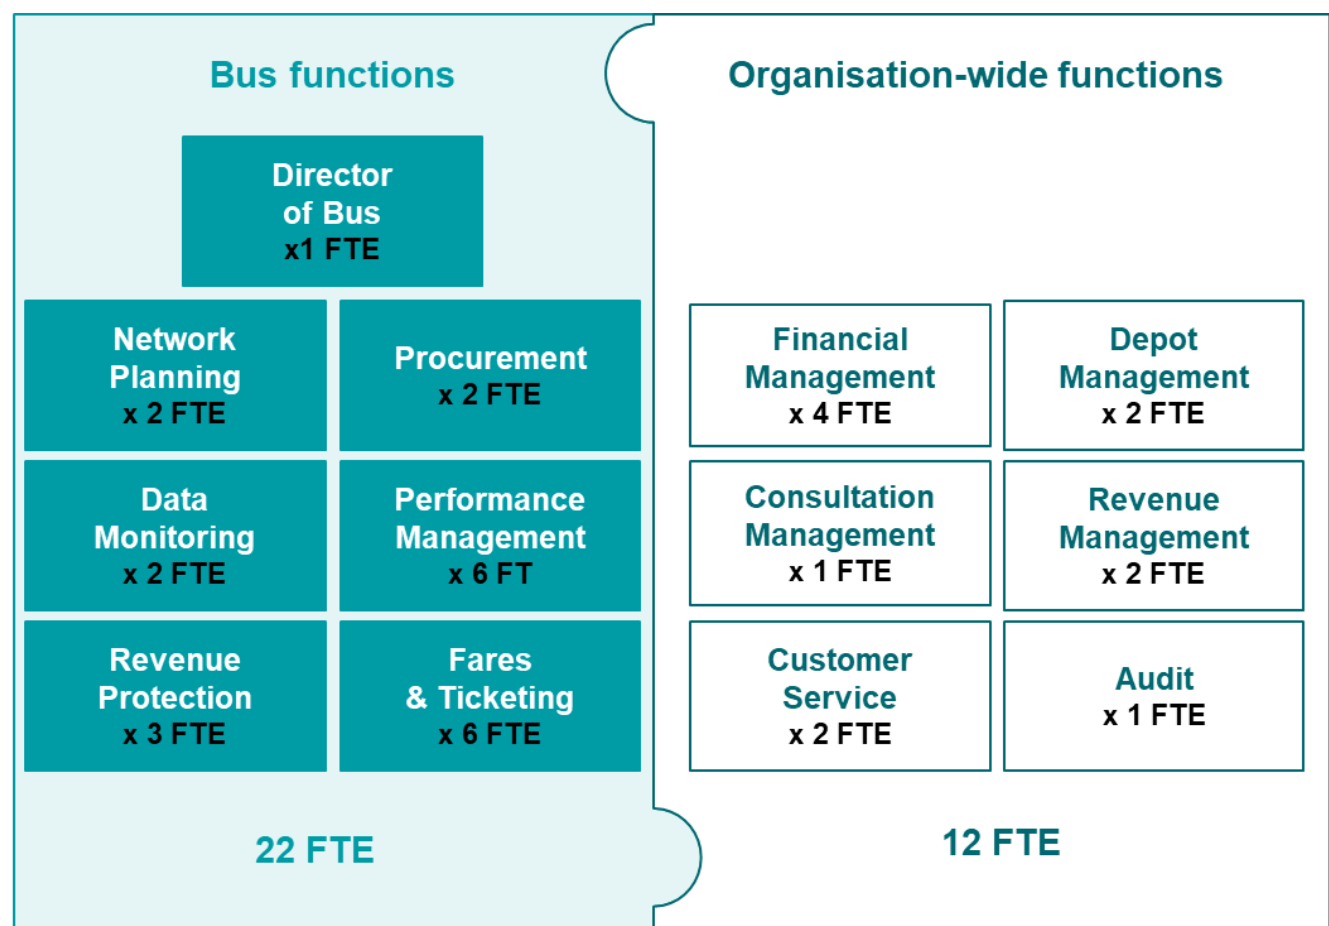 Bus functions
Organisation-wide functions
Director
of Bus
x1 FTE
Network
Planning
x 2 FTE
Procurement
x 2 FTE
Financial
Management
x 4 FTE
Depot
Management
x 2 FTE
Data
Monitoring
x 2 FTE
Performance
Management
x 6 FT
Consultation
Management
x 1 FTE
Revenue
Management
x 2 FTE
Revenue
Protection
x 3 FTE
Fares
& Ticketing
x 6 FTE
Customer
Service
x 2 FTE
Audit
x 1 FTE
22 FTE
12 FTE